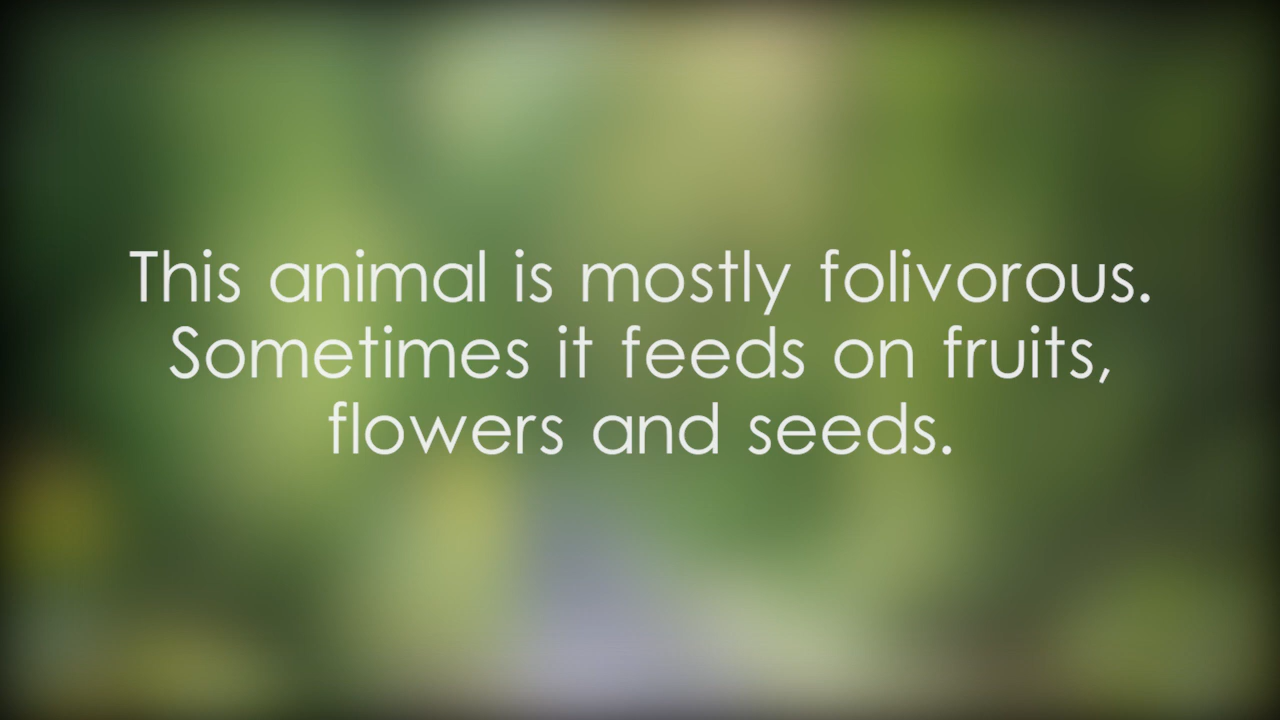 This animal is mostly folivorous.
Sometimes it feeds on fruits,
flowers and seeds.